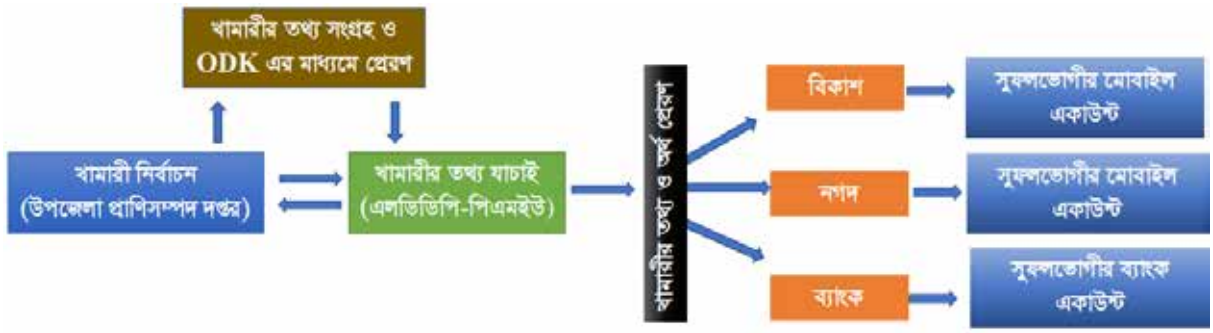 খামারীর তথ্য সংগ্রহ ও
ODK এর মাধ্যমে প্রেরণ
খামারী নির্বাচন
(উপজেলা প্রাণিসম্পদ দপ্তর)
খামারীর তথ্য যাচাই
(এলডিডিপি-পিএমইউ)
খামারীর তথ্য ও অর্থ প্রেরণ
বিকাশ
সুফলভোগীর মোবাইল
একাউন্ট
নগদ
সুফলভোগীর মোবাইল
একাউন্ট
ব্যাংক
সুফলভোগীর ব্যাংক
একাউন্ট